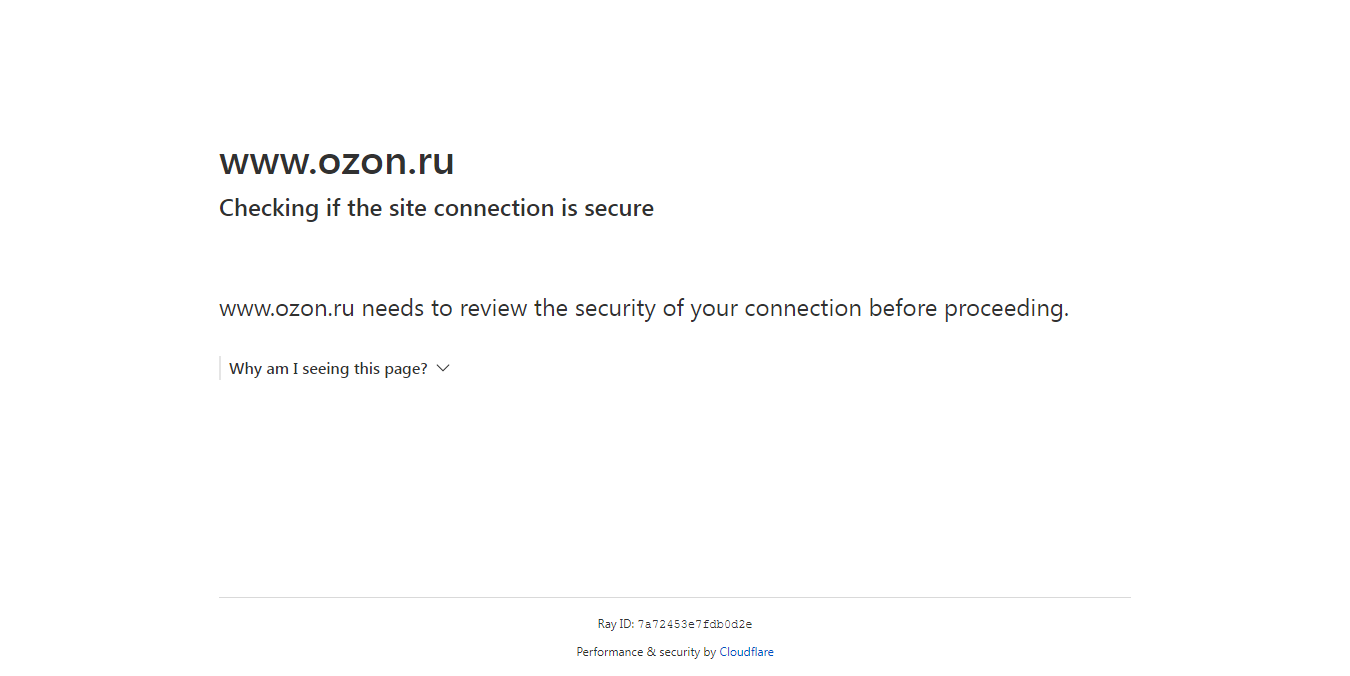 www.ozon.ru
Checking if the site connection is secure
www.ozon.ru needs to review the security of your connection before proceeding.
Why am I seeing this page?
Ray ID: 7a72453e7fdb0d2e
Performance & security by Cloudflare